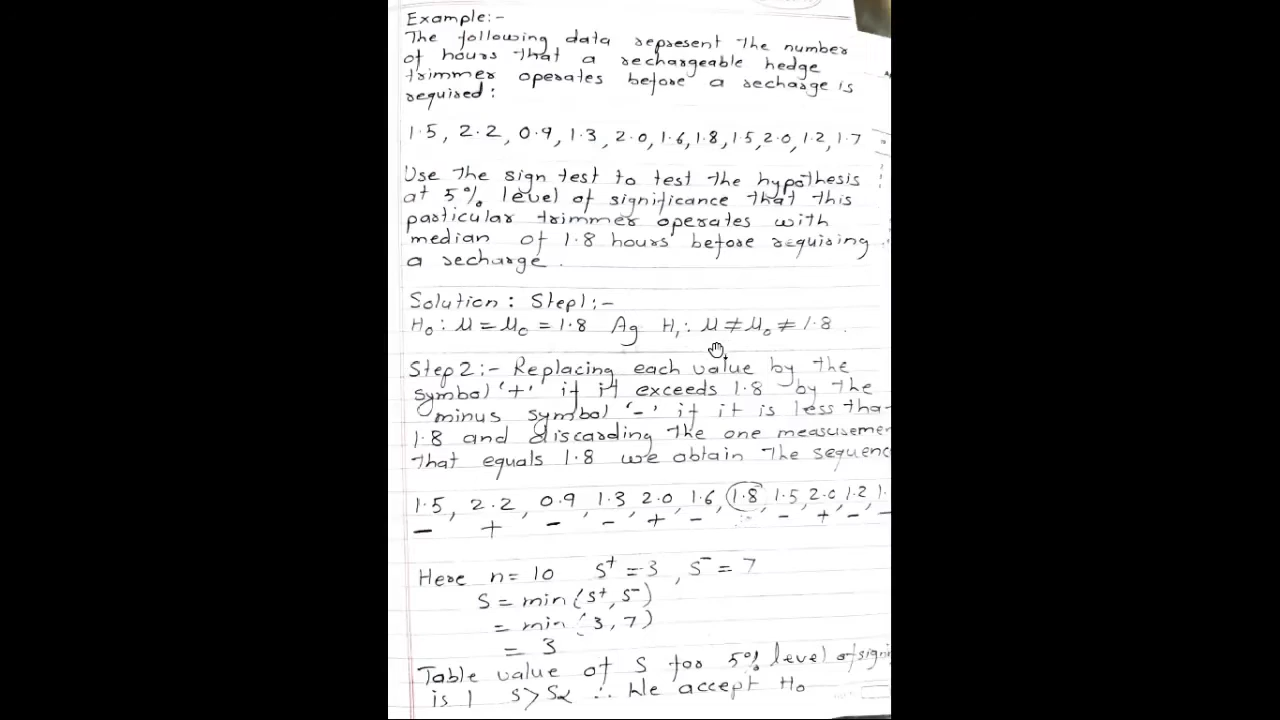 Example:-
The following data represent the number
of hours that a rechargeable hedge
trimmer operates before a recharge is
required:
1.5, 2.2, 0.9, 1.3, 2.0, 1.6, 1.8, 1.5, 2.0, 1.2, 1.7
Use the sign test to test the hypothesis
at 5% level of significance that this
particular trimmer operates with
median of 1.8 hours before requiring
a recharge.
Solution: Step1:-
H₀: μ = μ₀ = 1.8 Ag H₁: μ ≠ μ₀ ≠ 1.8.
Step2:- Replacing each value by the
symbol '+' if it exceeds 1.8 by the
minus symbol '-' if it is less tha
1.8 and discarding the one measuremen
that equals 1.8 we obtain the sequenc
1.5, 2.2, 0.9, 1.3, 2.0, 1.6, 1.8, 1.5, 2.0, 1.2, 1.
- + - - + - - + - -
Here n = 10 S⁺ = 3, S⁻ = 7
S = min(S⁺, S⁻)
= min(3, 7)
= 3
Table value of S for 5% level of signi
is 1 S > Sα ∴ We accept H₀